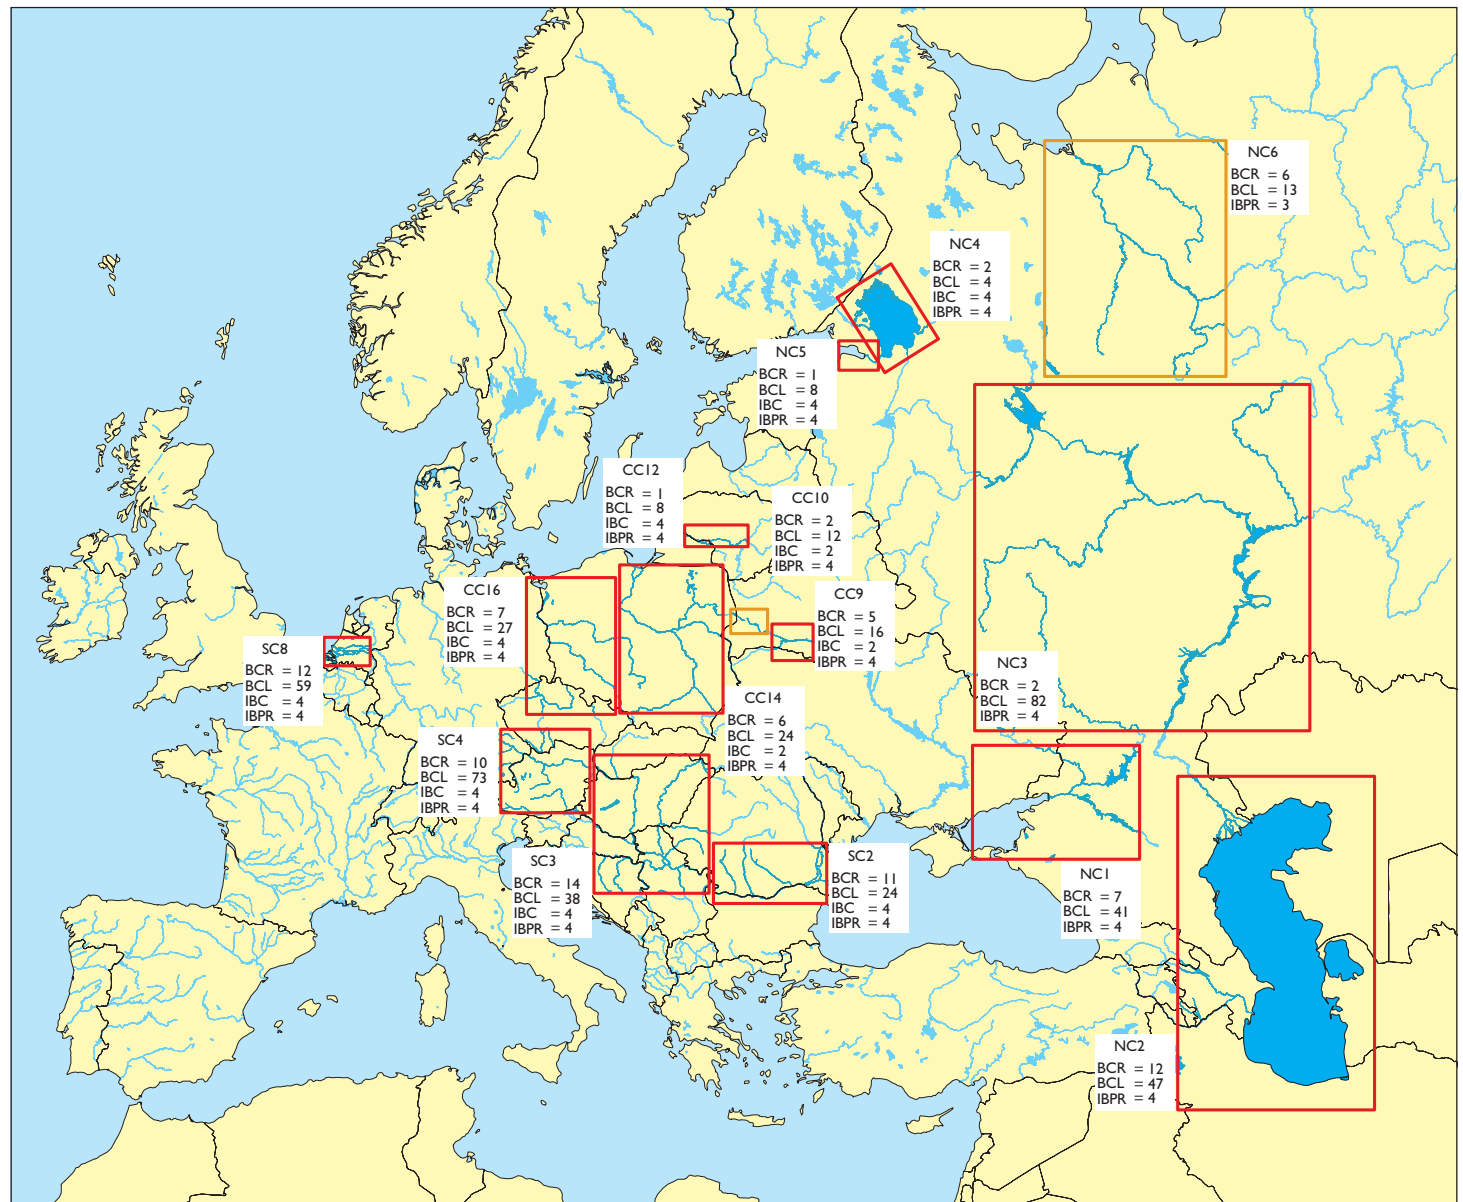 NC6
BCR = 6
BCL = 13
IBPR = 3
NC4
BCR = 2
BCL = 4
IBC = 4
IBPR = 4
NC5
BCR = 1
BCL = 8
IBC = 4
IBPR = 4
CC12
BCR = 1
BCL = 8
IBC = 4
IBPR = 4
CC10
BCR = 2
BCL = 12
IBC = 2
IBPR = 4
CC16
BCR = 7
BCL = 27
IBC = 4
IBPR = 4
CC9
BCR = 5
BCL = 16
IBC = 2
IBPR = 4
SC8
BCR = 12
BCL = 59
IBC = 4
IBPR = 4
NC3
BCR = 2
BCL = 82
IBPR = 4
CC14
BCR = 6
BCL = 24
IBC = 2
IBPR = 4
SC4
BCR = 10
BCL = 73
IBC = 4
IBPR = 4
SC3
BCR = 14
BCL = 38
IBC = 4
IBPR = 4
SC2
BCR = 11
BCL = 24
IBC = 4
IBPR = 4
NC1
BCR = 7
BCL = 41
IBPR = 4
NC2
BCR = 12
BCL = 47
IBPR = 4